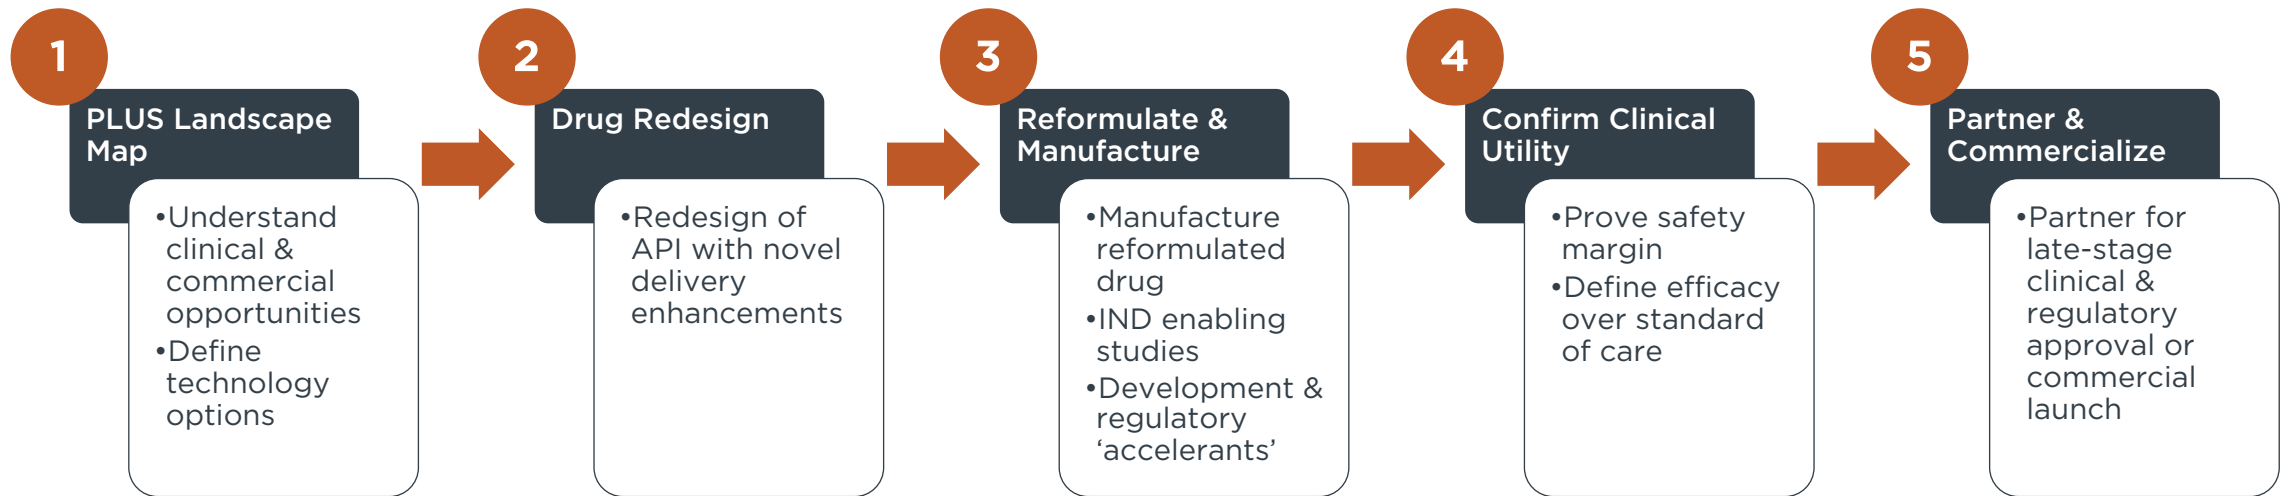 1
PLUS Landscape
Map
•Understand
clinical &
commercial
opportunities
•Define
technology
options
2
Drug Redesign
•Redesign of
API with novel
delivery
enhancements
3
Reformulate &
Manufacture
•Manufacture
reformulated
drug
•IND enabling
studies
•Development &
regulatory
‘accelerants’
4
Confirm Clinical
Utility
•Prove safety
margin
•Define efficacy
over standard
of care
5
Partner &
Commercialize
•Partner for
late-stage
clinical &
regulatory
approval or
commercial
launch